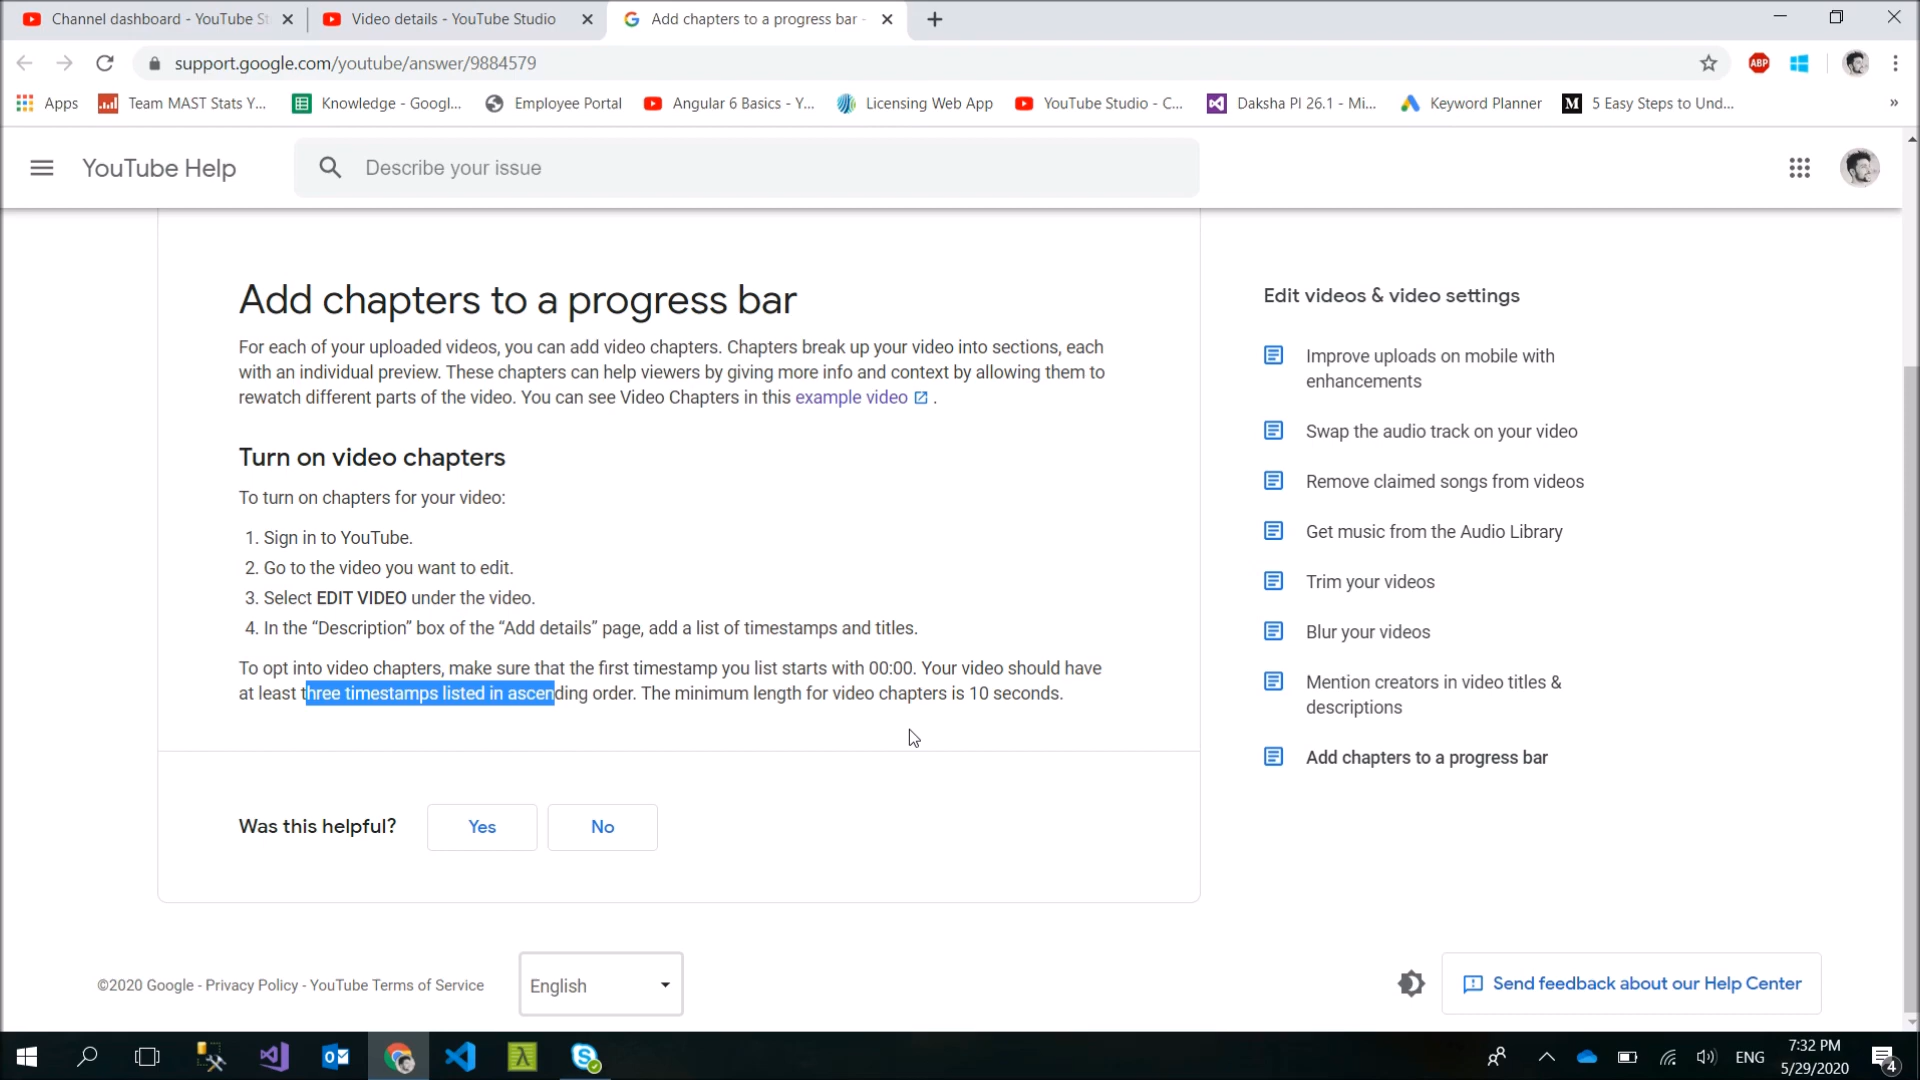 Channel dashboard - YouTube St
Video details - YouTube Studio
Add chapters to a progress bar -
support.google.com/youtube/answer/9884579
ABP
Apps
Team MAST Stats Y...
Knowledge - Googl...
Employee Portal
Angular 6 Basics - Y...
Licensing Web App
YouTube Studio - C...
Daksha PI 26.1 - Mi...
Keyword Planner
M
5 Easy Steps to Und...
»
YouTube Help
Describe your issue
Add chapters to a progress bar
For each of your uploaded videos, you can add video chapters. Chapters break up your video into sections, each
with an individual preview. These chapters can help viewers by giving more info and context by allowing them to
rewatch different parts of the video. You can see Video Chapters in this example video .
Turn on video chapters
To turn on chapters for your video:
1. Sign in to YouTube.
2. Go to the video you want to edit.
3. Select EDIT VIDEO under the video.
4. In the “Description” box of the “Add details” page, add a list of timestamps and titles.
To opt into video chapters, make sure that the first timestamp you list starts with 00:00. Your video should have
at least three timestamps listed in ascending order. The minimum length for video chapters is 10 seconds.
Was this helpful?
Yes
No
Edit videos & video settings
Improve uploads on mobile with
enhancements
Swap the audio track on your video
Remove claimed songs from videos
Get music from the Audio Library
Trim your videos
Blur your videos
Mention creators in video titles &
descriptions
Add chapters to a progress bar
©2020 Google - Privacy Policy - YouTube Terms of Service
English
Send feedback about our Help Center
ENG
7:32 PM
5/29/2020
4